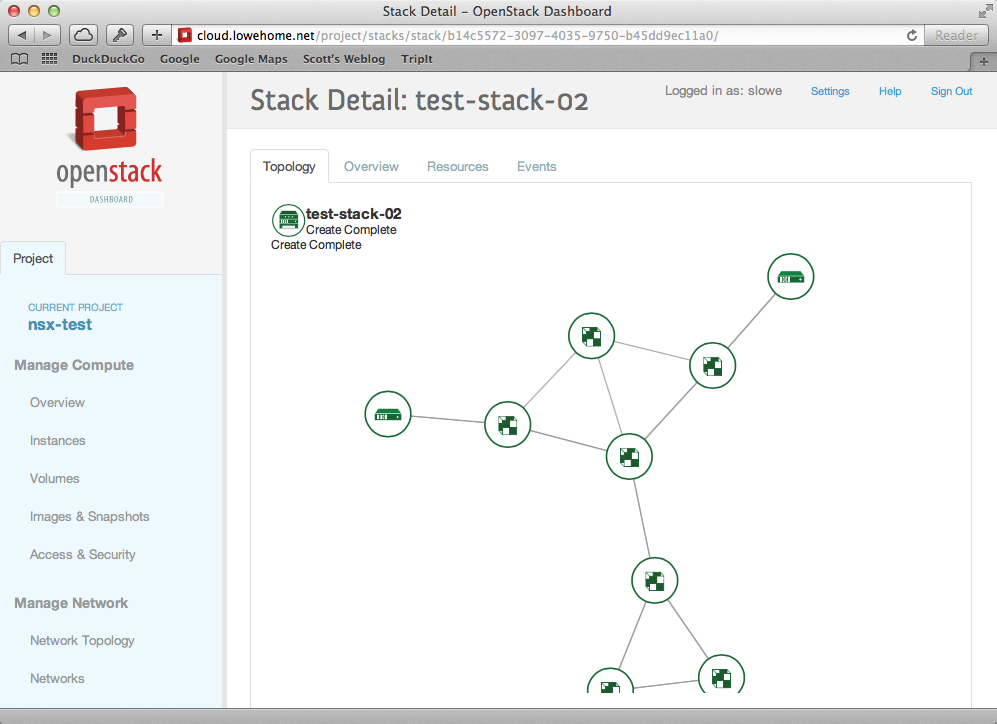 Stack Detail – OpenStack Dashboard
cloud.lowehome.net/project/stacks/stack/b14c5572-3097-4035-9750-b45dd9ec11a0/
Reader
DuckDuckGo Google Google Maps Scott's Weblog TripIt
openstack
DASHBOARD
Project
CURRENT PROJECT
nsx-test
Manage Compute
Overview
Instances
Volumes
Images & Snapshots
Access & Security
Manage Network
Network Topology
Networks
Stack Detail: test-stack-02
Logged in as: slowe Settings Help Sign Out
Topology Overview Resources Events
test-stack-02
Create Complete
Create Complete